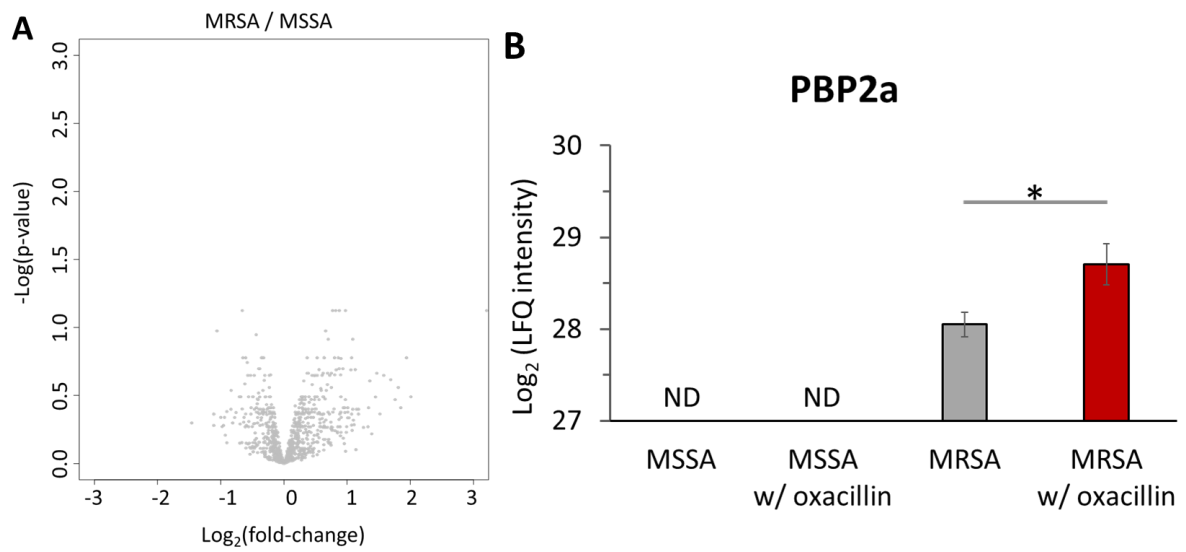 A
MRSA / MSSA
3.0
2.5
2.0
1.5
1.0
0.5
0.0
-Log(p-value)
-3 -2 -1 0 1 2 3
Log₂(fold-change)
B
PBP2a
30
29
28
27
Log₂ (LFQ intensity)
*
ND ND
MSSA MSSA MRSA MRSA
w/ oxacillin w/ oxacillin